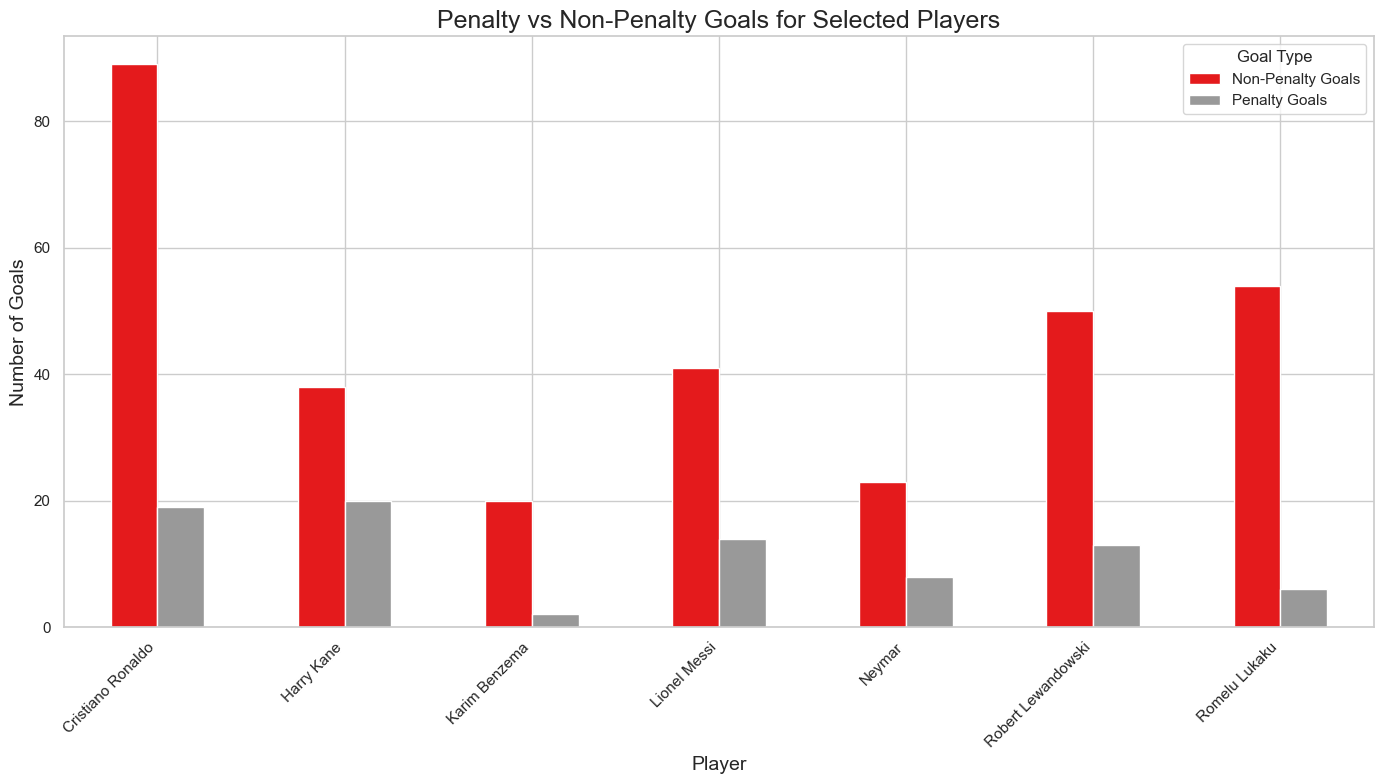 Penalty vs Non-Penalty Goals for Selected Players
Goal Type
Non-Penalty Goals
Penalty Goals
Number of Goals
80
60
40
20
0
Cristiano Ronaldo
Harry Kane
Karim Benzema
Lionel Messi
Neymar
Robert Lewandowski
Romelu Lukaku
Player